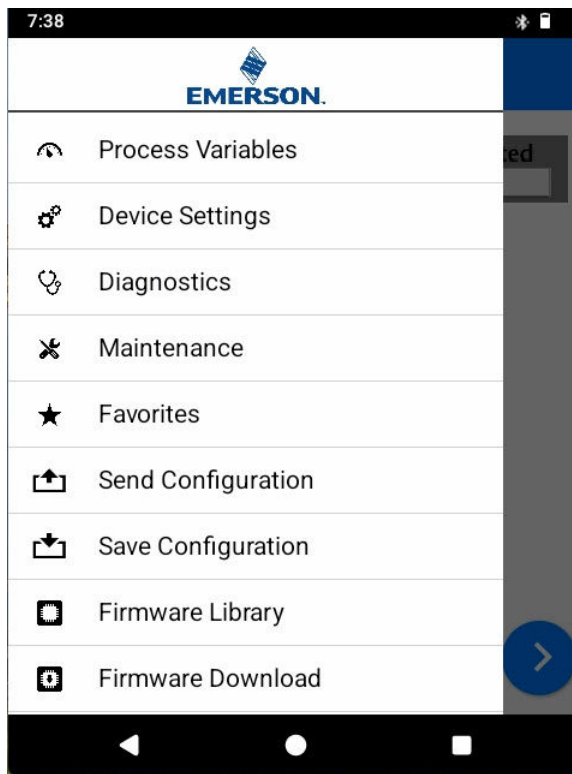 7:38
EMERSON.
Process Variables
Device Settings
Diagnostics
Maintenance
Favorites
Send Configuration
Save Configuration
Firmware Library
Firmware Download